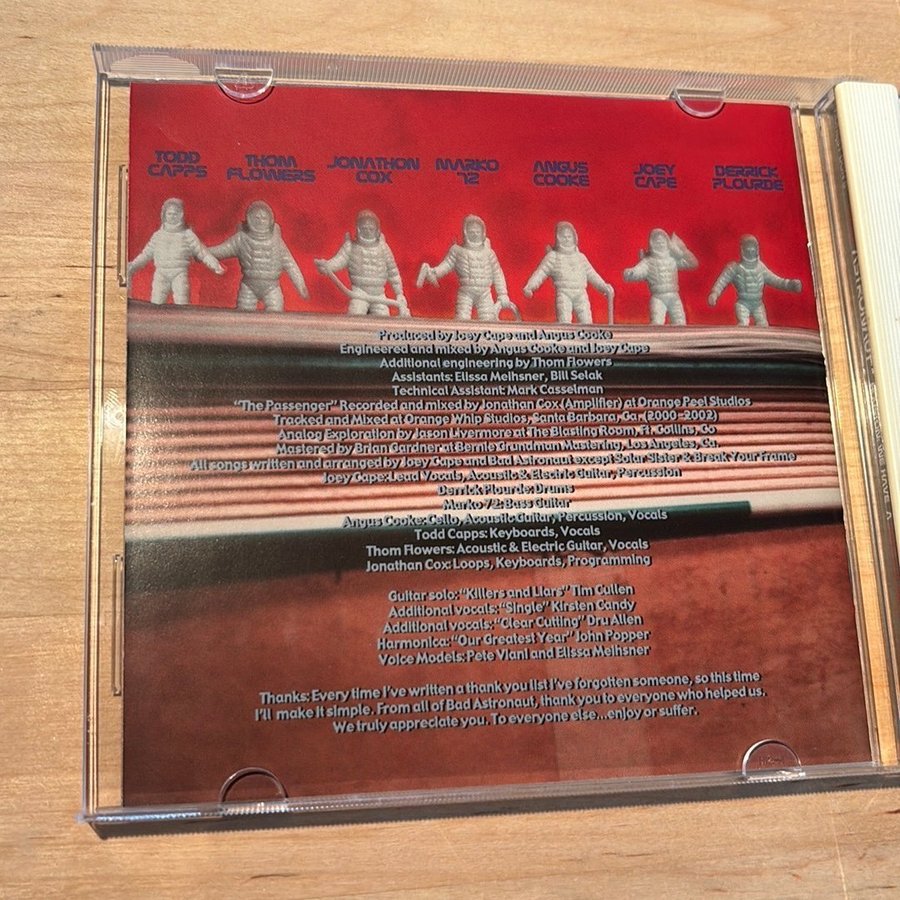 TODD CAPPS
THOM FLOWERS
JONATHON COX
MARKO 72
ANGUS COOKE
JOEY CAPE
DERRICK PLOURDE
Produced by Joey Cape and Angus Cooke
Engineered and mixed by Angus Cooke and Joey Cape
Additional engineering by Thom Flowers
Assistants: Elissa Melhsner, Bill Selak
Technical Assistant: Mark Casselman
"The Passenger" Recorded and mixed by Jonathan Cox (Amplifier) at Orange Peel Studios
Tracked and Mixed at Orange Whip Studios, Santa Barbara, Ca. (2000-2002)
Analog Exploration by Jason Livermore at The Blasting Room, Ft. Collins, Co
Mastered by Brian Gardner at Bernie Grundman Mastering, Los Angeles, Ca.
All songs written and arranged by Joey Cape and Bad Astronaut except Solar Sister & Break Your Frame
Joey Cape: Lead Vocals, Acoustic & Electric Guitar, Percussion
Derrick Plourde: Drums
Marko 72: Bass Guitar
Angus Cooke: Cello, Acoustic Guitar, Percussion, Vocals
Todd Capps: Keyboards, Vocals
Thom Flowers: Acoustic & Electric Guitar, Vocals
Jonathan Cox: Loops, Keyboards, Programming
Guitar solo: "Killers and Liars" Tim Cullen
Additional vocals: "Single" Kirsten Candy
Additional vocals: "Clear Cutting" Dru Allen
Harmonica: "Our Greatest Year" John Popper
Voice Models: Pete Viani and Elissa Melhsner
Thanks: Every time I've written a thank you list I've forgotten someone, so this time
I'll make it simple. From all of Bad Astronaut, thank you to everyone who helped us.
We truly appreciate you. To everyone else...enjoy or suffer.